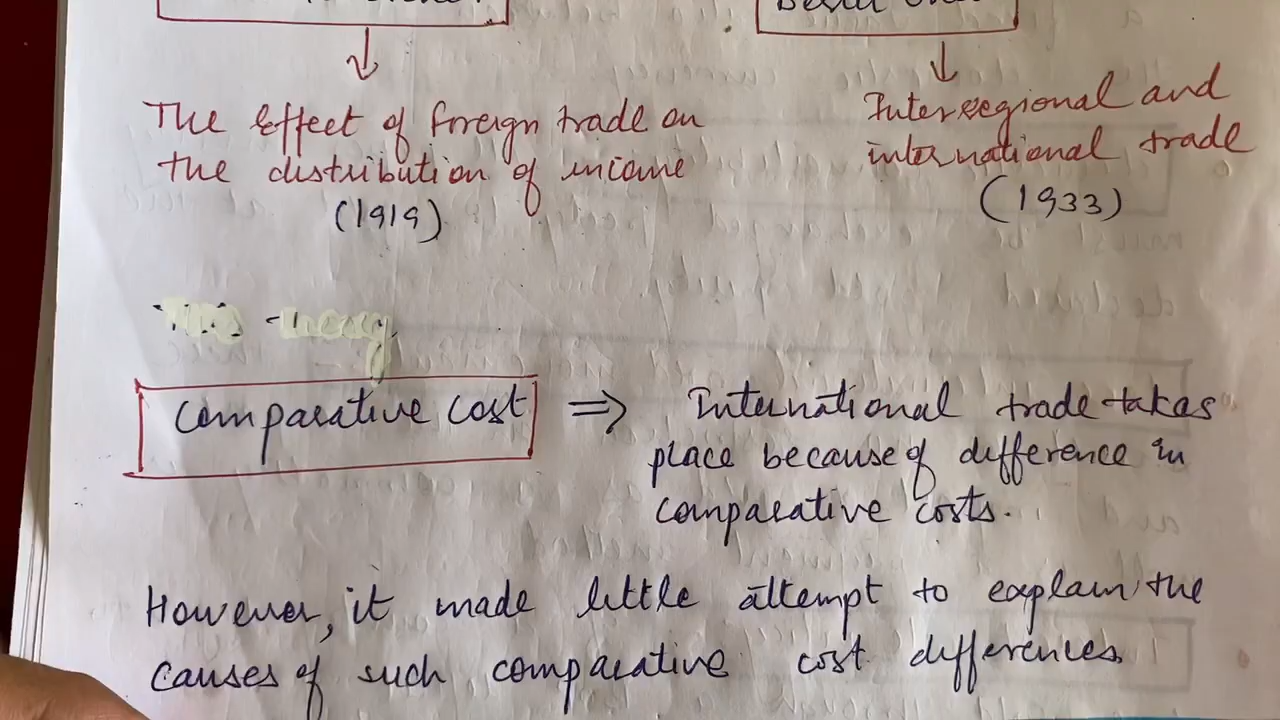 The Effect of foreign trade on
the distribution of income
(1919)
Interregional and
international trade
(1933)
comparative cost
⇒ International trade takes
place because of difference in
comparative costs.
However, it made little attempt to explain the
causes of such comparative cost differences